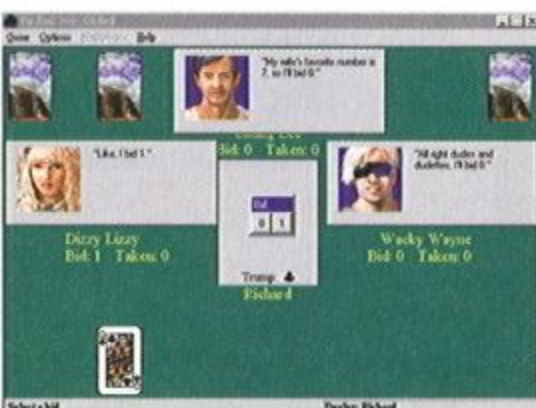 Game Options Help
"My wife's favorite number is
7, so I'll bid 0."
Bid: 0 Taken: 0
"Like, I bid 1."
"All right dudes and
dudettes, I'll bid 0."
Dizzy Lizzy
Bid: 1 Taken: 0
Bid
0 1
Wacky Wayne
Bid: 0 Taken: 0
Trump: ♣
Richard
Select a bid
Dealer: Richard